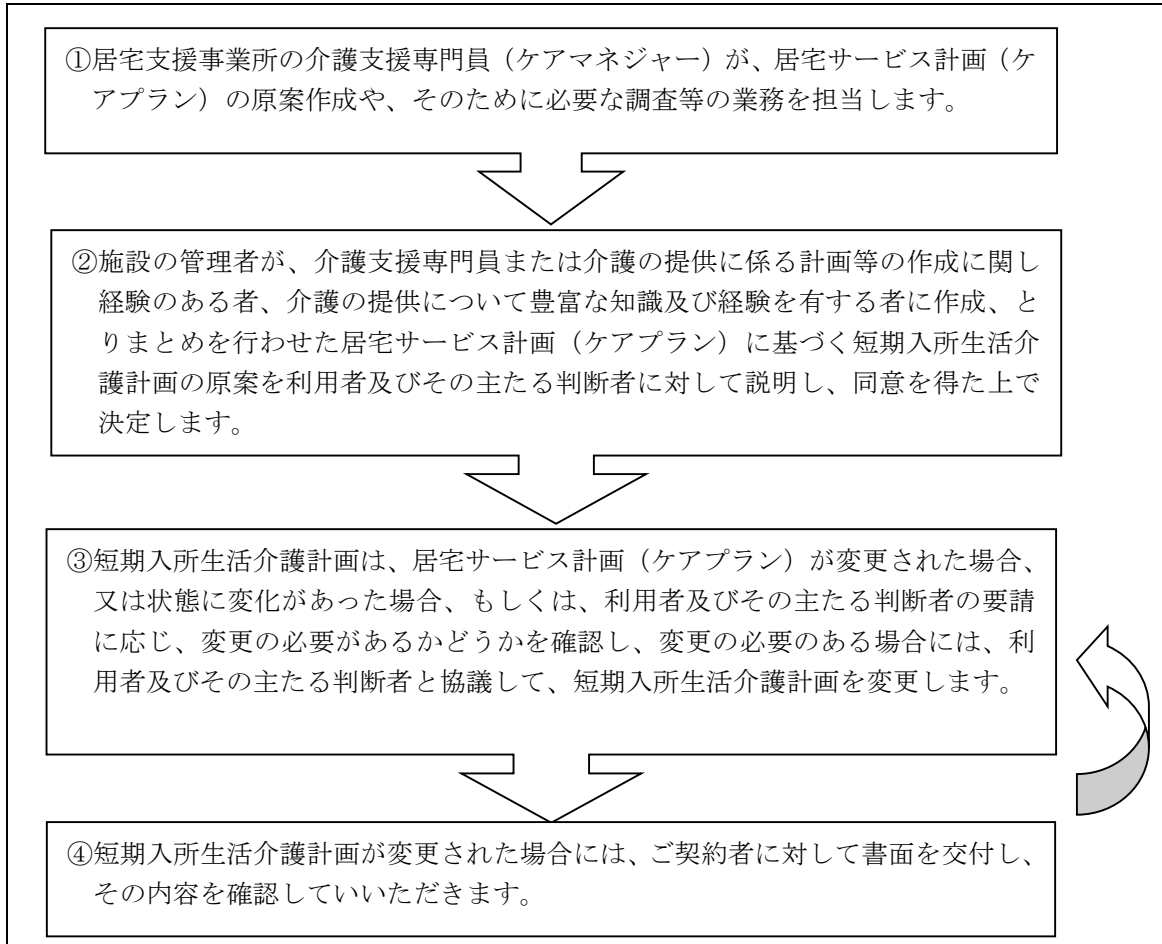 ①居宅支援事業所の介護支援専門員（ケアマネジャー）が、居宅サービス計画（ケ
アプラン）の原案作成や、そのために必要な調査等の業務を担当します。
②施設の管理者が、介護支援専門員または介護の提供に係る計画等の作成に関し
経験のある者、介護の提供について豊富な知識及び経験を有する者に作成、と
りまとめを行わせた居宅サービス計画（ケアプラン）に基づく短期入所生活介
護計画の原案を利用者及びその主たる判断者に対して説明し、同意を得た上で
決定します。
③短期入所生活介護計画は、居宅サービス計画（ケアプラン）が変更された場合、
又は状態に変化があった場合、もしくは、利用者及びその主たる判断者の要請
に応じ、変更の必要があるかどうかを確認し、変更の必要のある場合には、利
用者及びその主たる判断者と協議して、短期入所生活介護計画を変更します。
④短期入所生活介護計画が変更された場合には、ご契約者に対して書面を交付し、
その内容を確認していいただきます。